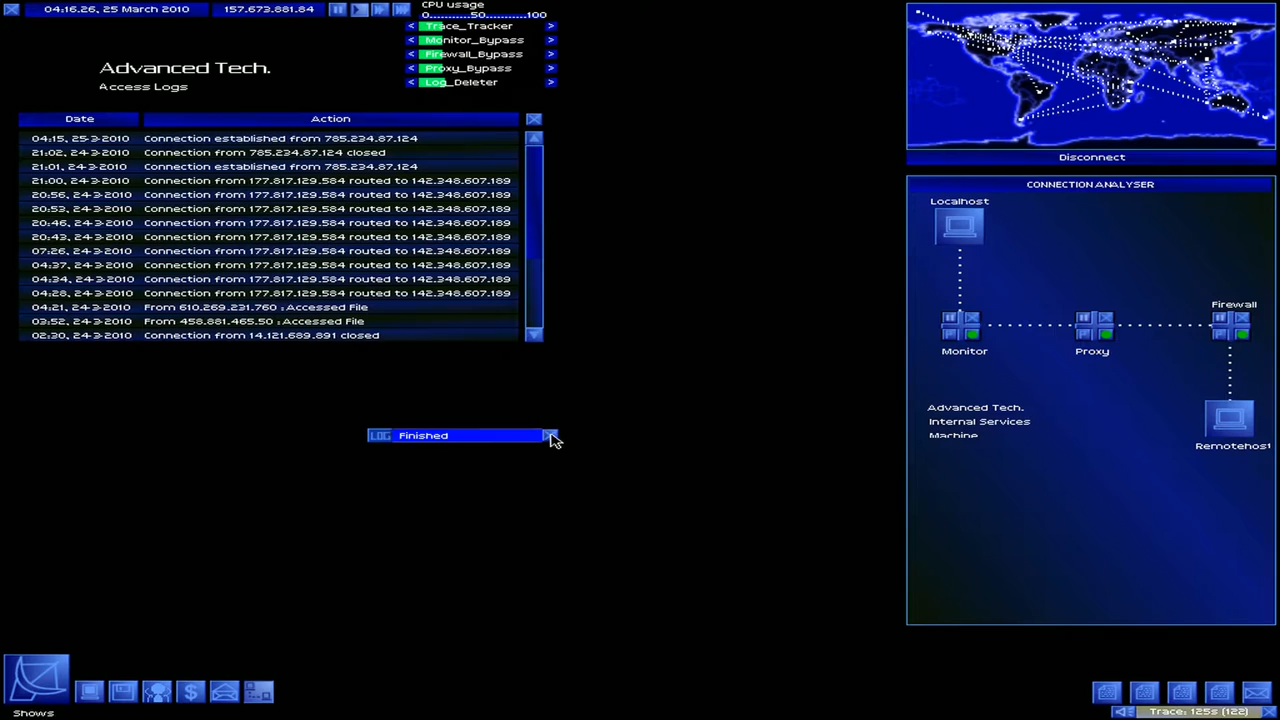 04:16.26, 25 March 2010
157.673.881.84
CPU usage
0..........50..........100
Trace_Tracker
Monitor_Bypass
Firewall_Bypass
Proxy_Bypass
Log_Deleter
Advanced Tech.
Access Logs
Date Action
04:15, 25-3-2010 Connection established from 785.234.87.124
21:02, 24-3-2010 Connection from 785.234.87.124 closed
21:01, 24-3-2010 Connection established from 785.234.87.124
21:00, 24-3-2010 Connection from 177.817.129.584 routed to 142.348.607.189
20:56, 24-3-2010 Connection from 177.817.129.584 routed to 142.348.607.189
20:53, 24-3-2010 Connection from 177.817.129.584 routed to 142.348.607.189
20:46, 24-3-2010 Connection from 177.817.129.584 routed to 142.348.607.189
20:43, 24-3-2010 Connection from 177.817.129.584 routed to 142.348.607.189
07:26, 24-3-2010 Connection from 177.817.129.584 routed to 142.348.607.189
04:37, 24-3-2010 Connection from 177.817.129.584 routed to 142.348.607.189
04:34, 24-3-2010 Connection from 177.817.129.584 routed to 142.348.607.189
04:28, 24-3-2010 Connection from 177.817.129.584 routed to 142.348.607.189
04:21, 24-3-2010 From 610.269.231.760 : Accessed File
03:52, 24-3-2010 From 458.881.465.50 : Accessed File
02:30, 24-3-2010 Connection from 14.121.689.891 closed
LOG Finished
Disconnect
CONNECTION ANALYSER
Localhost
Firewall
Monitor
Proxy
Advanced Tech.
Internal Services
Machine
Remotehost
Shows
Trace: 125s (122)